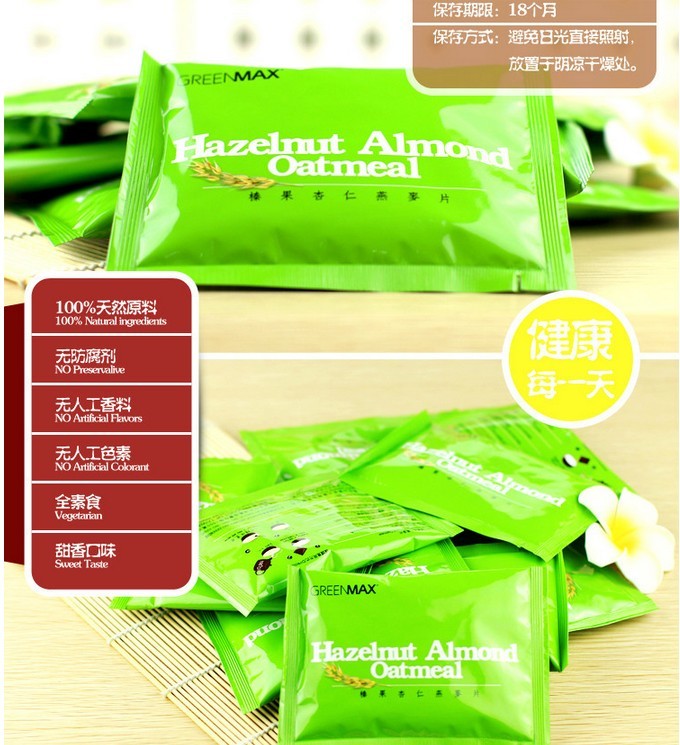 保存期限：18个月
保存方式：避免日光直接照射，
放置于阴凉干燥处。
GREENMAX
Hazelnut Almond
Oatmeal
榛果杏仁燕麥片
100%天然原料
100% Natural ingredients
无防腐剂
NO Preservalive
无人工香料
NO Artificial Flavors
无人工色素
NO Artificial Colorant
全素食
Vegetarian
甜香口味
Sweet Taste
健康
每一天
Hazelnut Almond
Oatmeal
GREENMAX
Hazelnut Almond
Oatmeal
榛果杏仁燕麥片